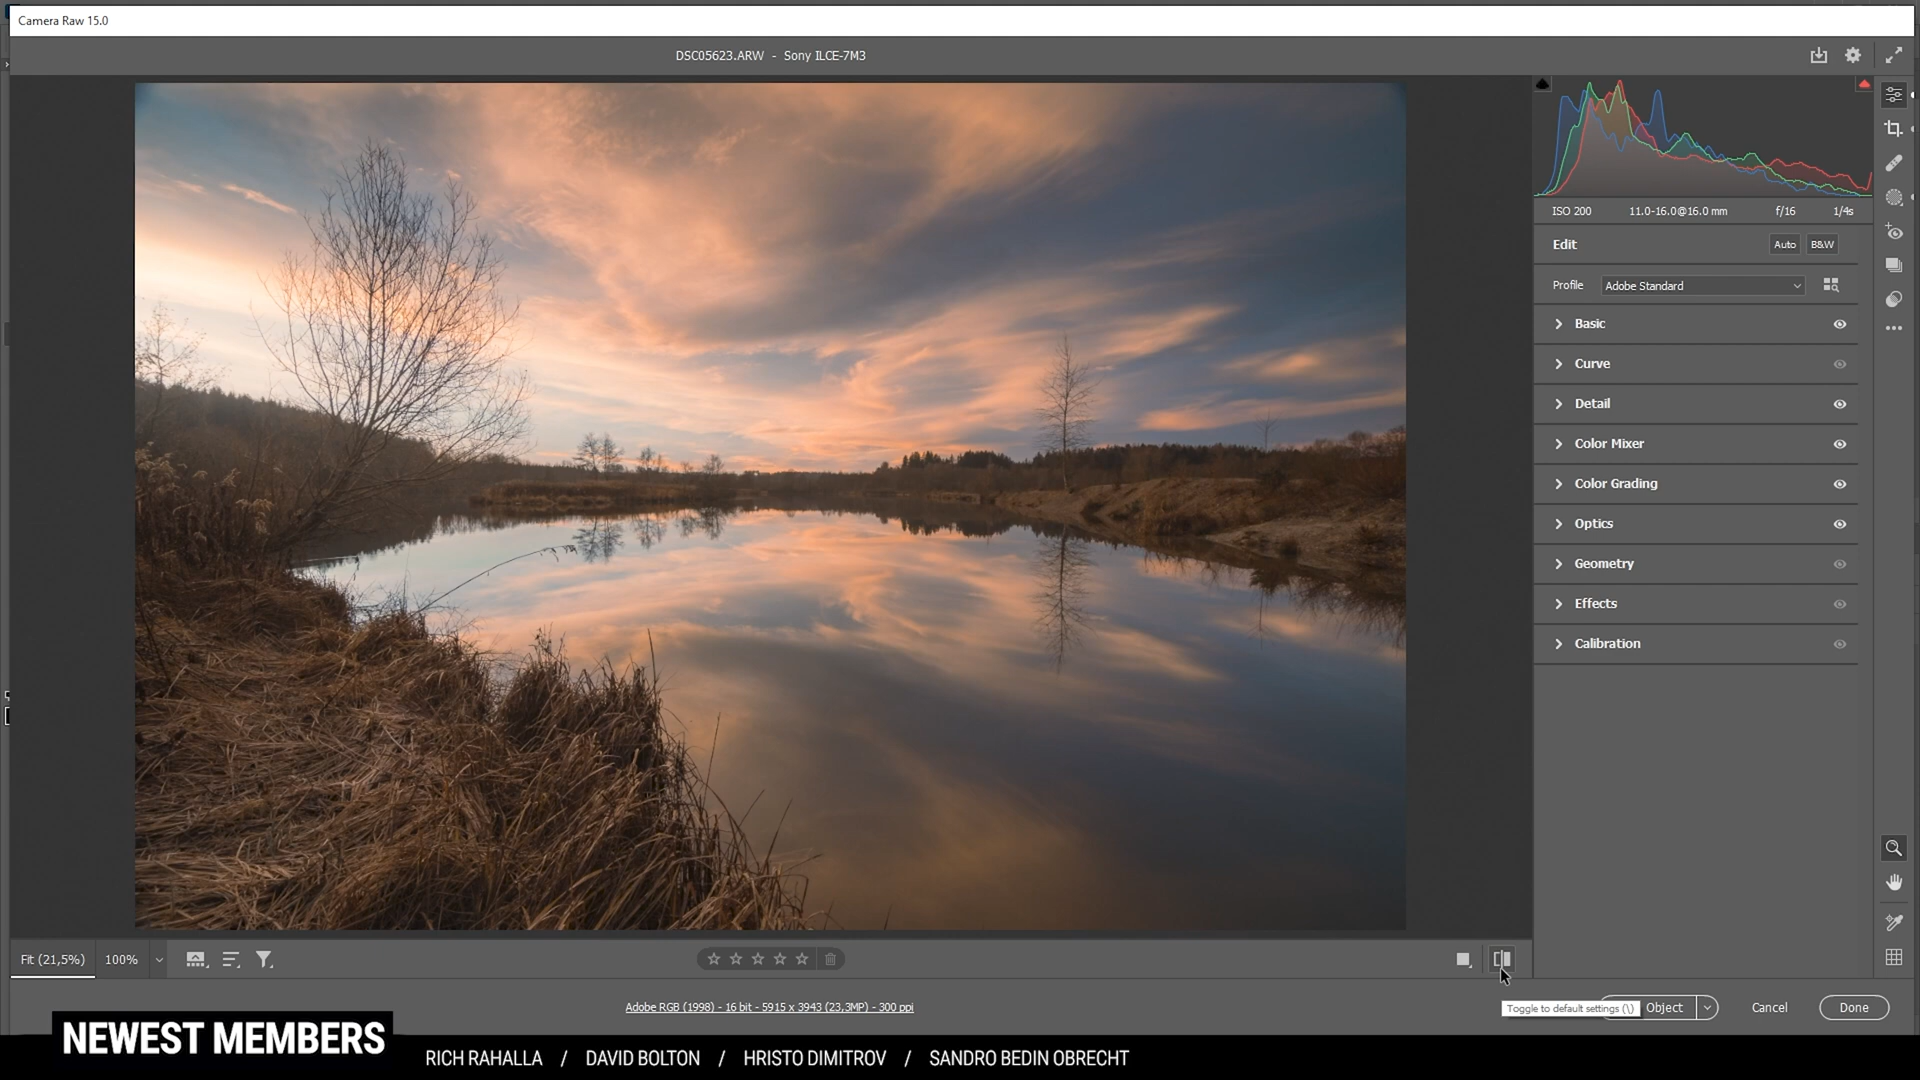 Camera Raw 15.0
DSC05623.ARW - Sony ILCE-7M3
ISO 200 11.0-16.0@16.0 mm f/16 1/4s
Edit Auto B&W
Profile Adobe Standard
Basic
Curve
Detail
Color Mixer
Color Grading
Optics
Geometry
Effects
Calibration
Fit (21,5%) 100%
Adobe RGB (1998) - 16 bit - 5915 x 3943 (23,3MP) - 300 ppi
Toggle to default settings (\)
Object Cancel Done
NEWEST MEMBERS
RICH RAHALLA / DAVID BOLTON / HRISTO DIMITROV / SANDRO BEDIN OBRECHT